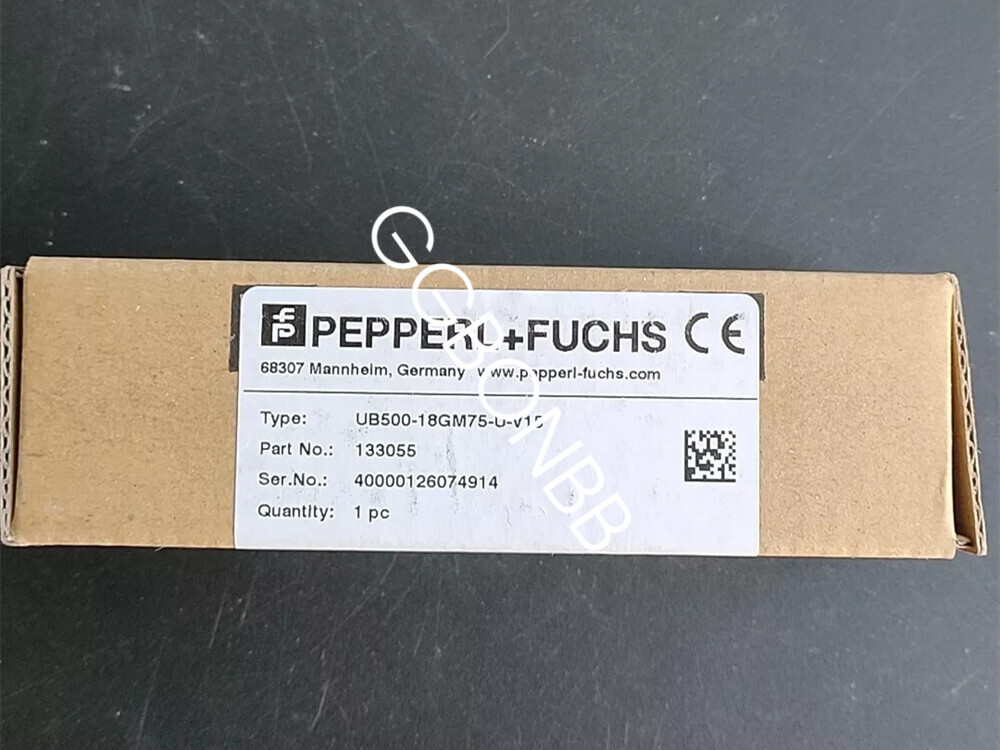 PEPPERL+FUCHS CE
68307 Mannheim, Germany www.pepperl-fuchs.com
Type: UB500-18GM75-U-V15
Part No.: 133055
Ser.No.: 40000126074914
Quantity: 1 pc
GGBONBB